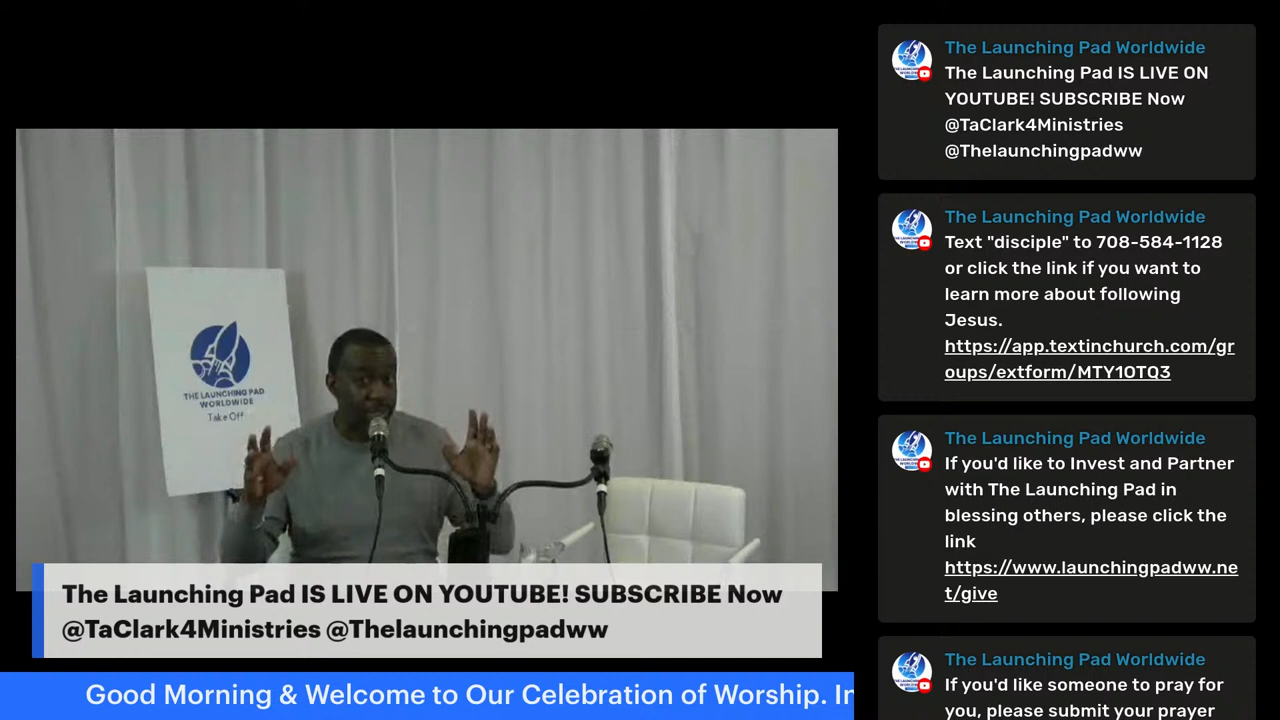 The Launching Pad Worldwide
The Launching Pad IS LIVE ON
YOUTUBE! SUBSCRIBE Now
@TaClark4Ministries
@Thelaunchingpadww
The Launching Pad Worldwide
Text "disciple" to 708-584-1128
or click the link if you want to
learn more about following
Jesus.
https://app.textinchurch.com/gr
oups/extform/MTY1OTQ3
The Launching Pad Worldwide
If you'd like to Invest and Partner
with The Launching Pad in
blessing others, please click the
link
https://www.launchingpadww.ne
t/give
The Launching Pad Worldwide
If you'd like someone to pray for
you, please submit your prayer
THE LAUNCHING PAD
WORLDWIDE
Take Off
The Launching Pad IS LIVE ON YOUTUBE! SUBSCRIBE Now
@TaClark4Ministries @Thelaunchingpadww
Good Morning & Welcome to Our Celebration of Worship. In